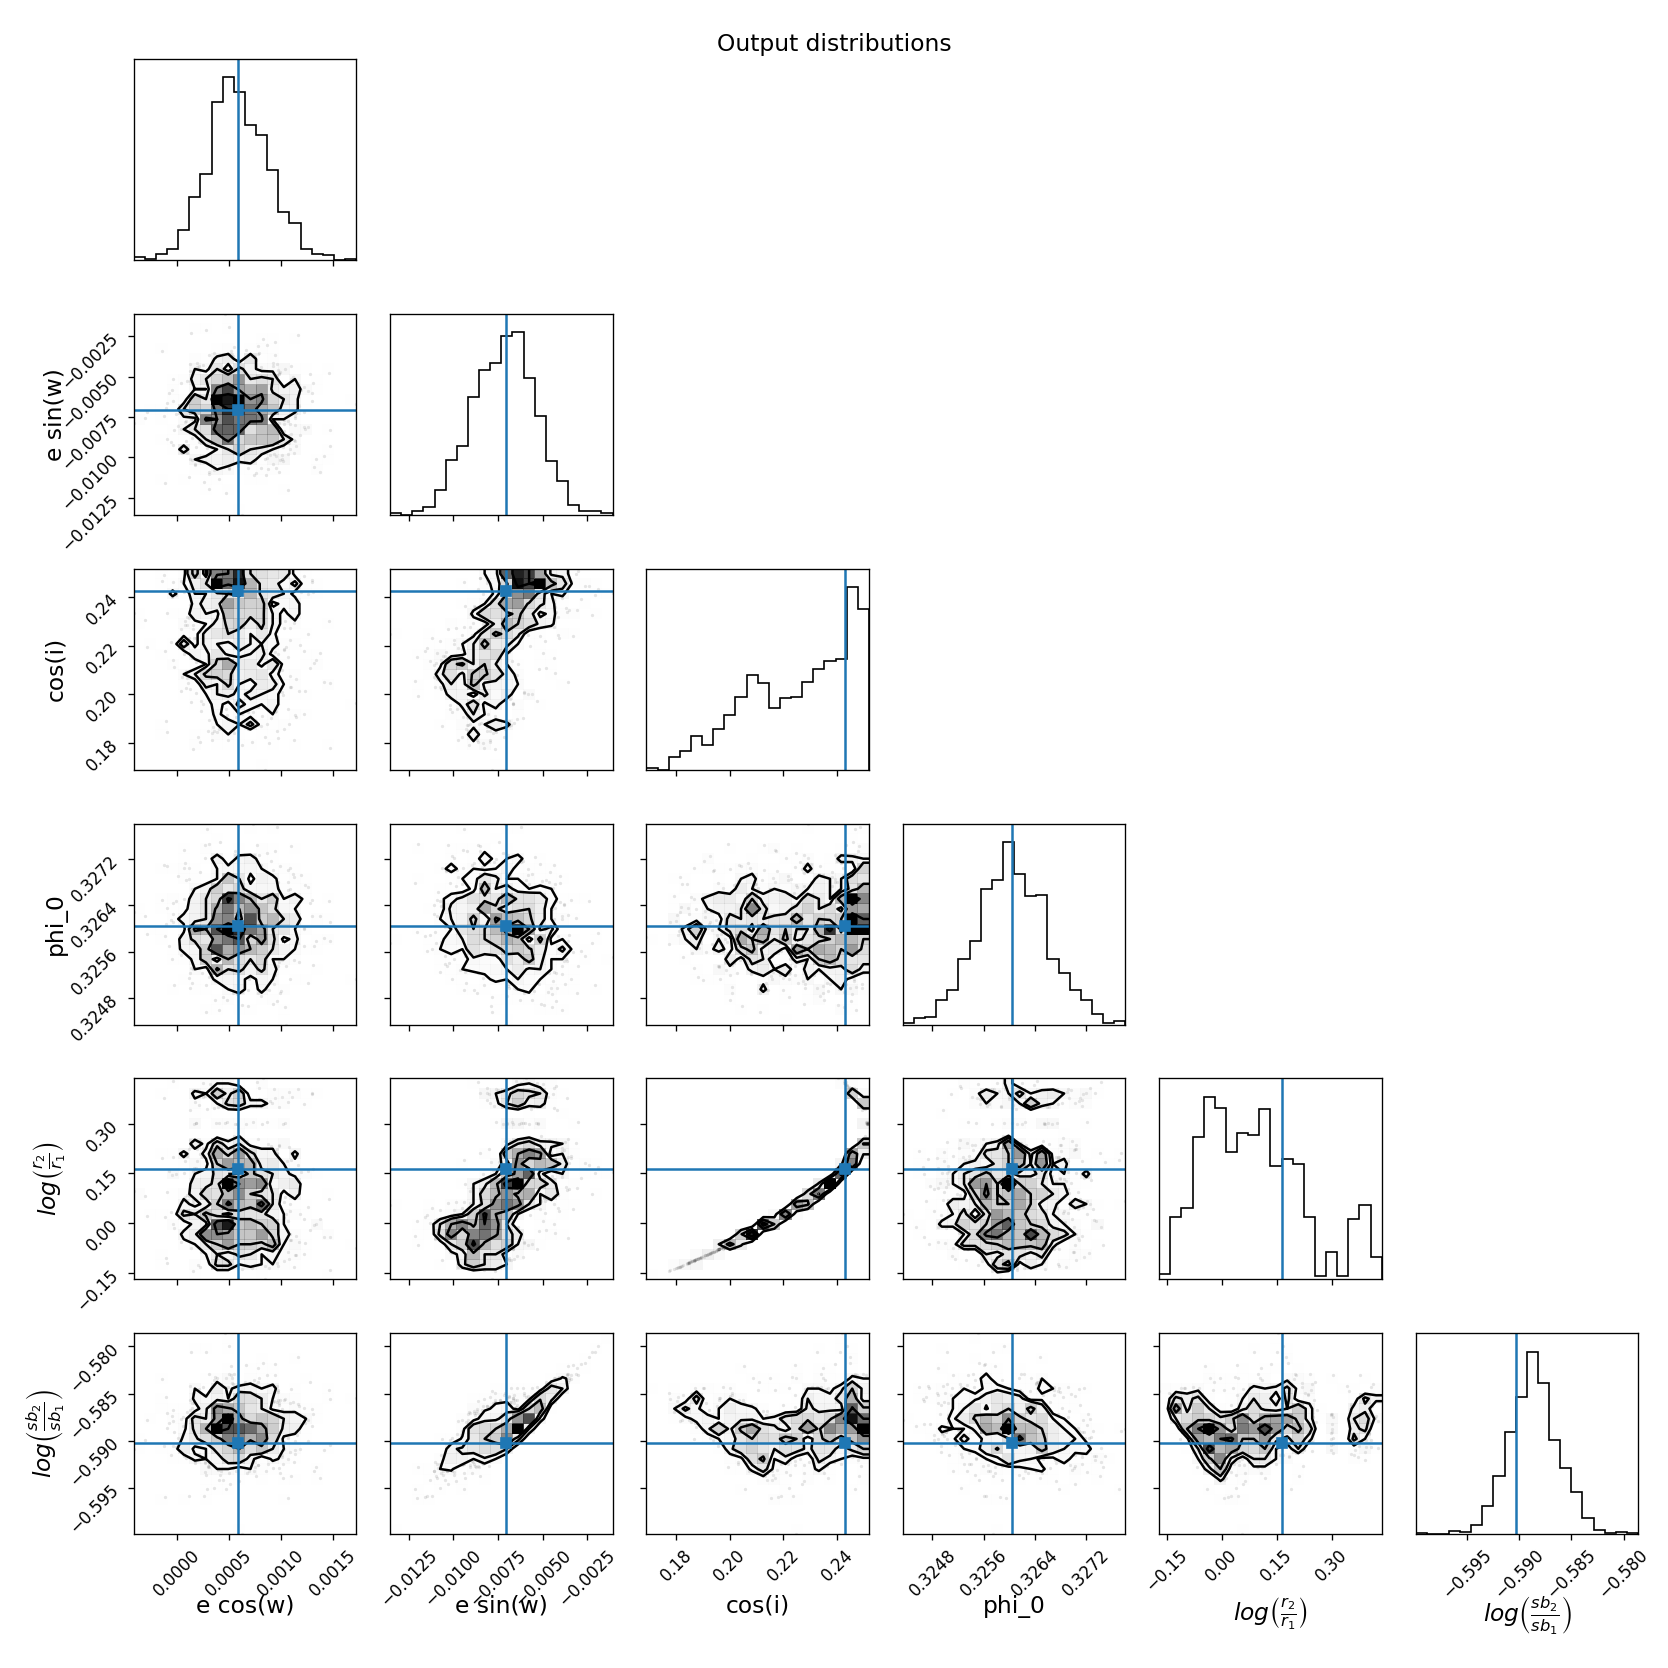 Output distributions
e sin(w)
−0.0025
−0.0050
−0.0075
−0.0100
−0.0125
cos(i)
0.24
0.22
0.20
0.18
phi_0
0.3272
0.3264
0.3256
0.3248
log(r2/r1)
0.30
0.15
0.00
−0.15
log(sb2/sb1)
−0.580
−0.585
−0.590
−0.595
0.0000 0.0005 0.0010 0.0015
−0.0125 −0.0100 −0.0075 −0.0050 −0.0025
0.18 0.20 0.22 0.24
0.3248 0.3256 0.3264 0.3272
−0.15 0.00 0.15 0.30
−0.595 −0.590 −0.585 −0.580
e cos(w) e sin(w) cos(i) phi_0 log(r2/r1) log(sb2/sb1)